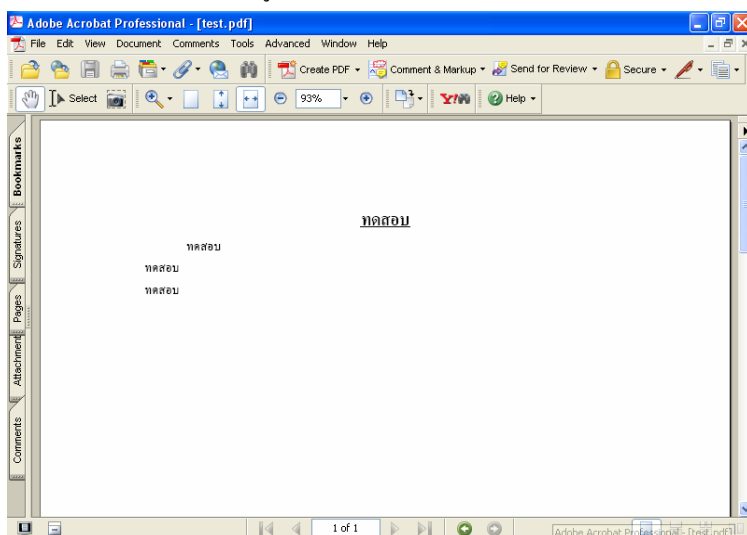 Adobe Acrobat Professional - [test.pdf]
File Edit View Document Comments Tools Advanced Window Help
Create PDF Comment & Markup Send for Review Secure
Select 93% Y! Help
Bookmarks
Signatures
Pages
Attachment
Comments
ทดสอบ
ทดสอบ
ทดสอบ
ทดสอบ
1 of 1
Adobe Acrobat Professional - [test.pdf]